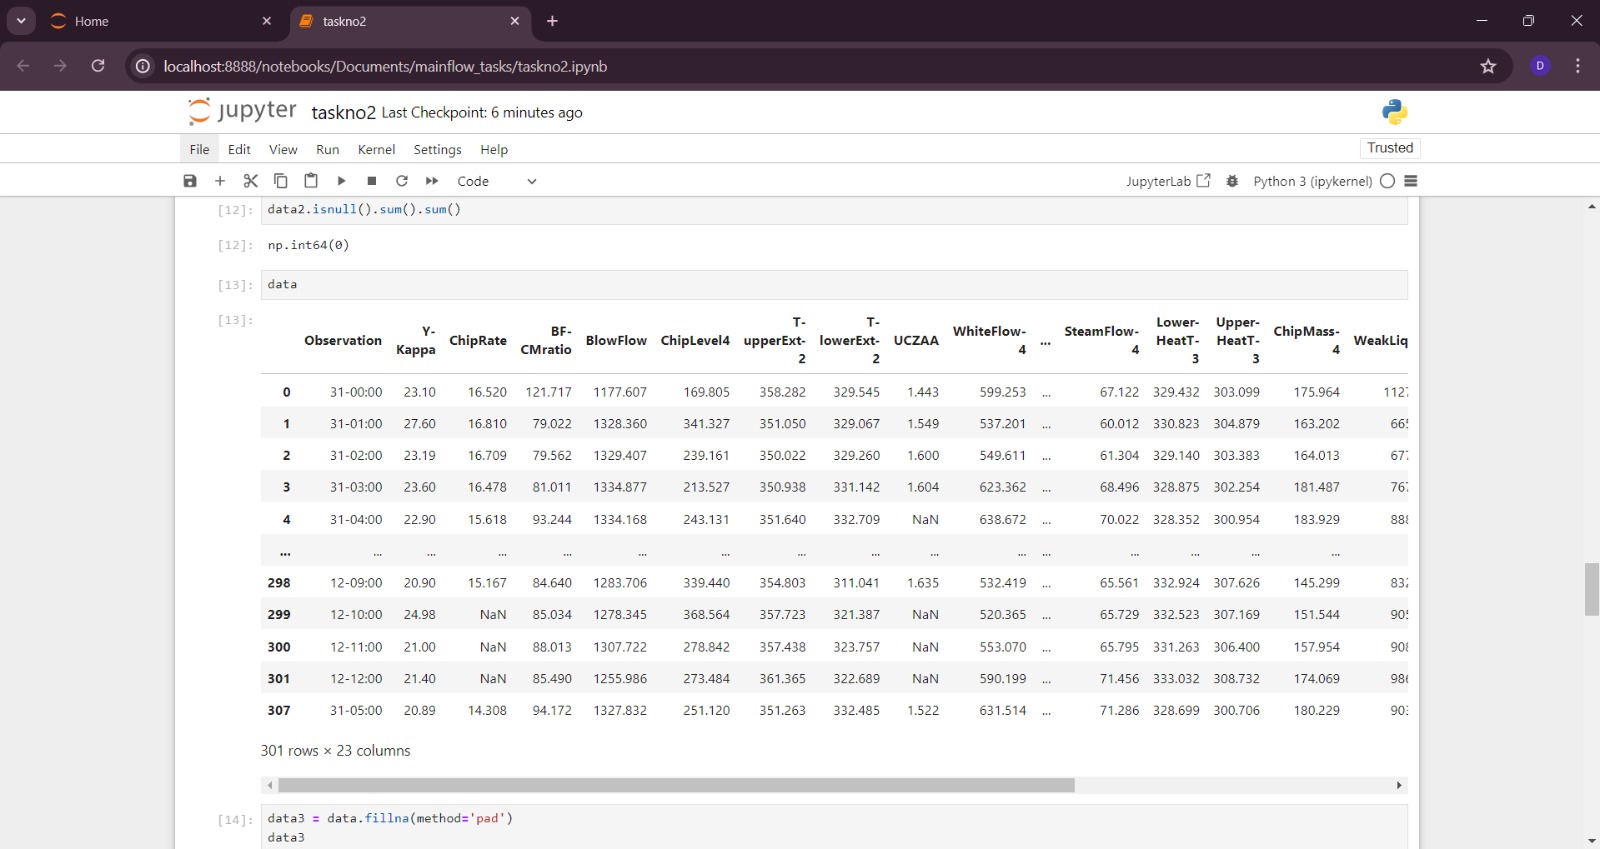 Home
taskno2
localhost:8888/notebooks/Documents/mainflow_tasks/taskno2.ipynb
D
jupyter taskno2 Last Checkpoint: 6 minutes ago
File Edit View Run Kernel Settings Help
Trusted
Code
JupyterLab
Python 3 (ipykernel)
[12]: data2.isnull().sum().sum()
[12]: np.int64(0)
[13]: data
[13]:
Observation Y-Kappa ChipRate BF-CMratio BlowFlow ChipLevel4 T-upperExt-2 T-lowerExt-2 UCZAA WhiteFlow-4 ... SteamFlow-4 Lower-HeatT-3 Upper-HeatT-3 ChipMass-4 WeakLiq
0 31-00:00 23.10 16.520 121.717 1177.607 169.805 358.282 329.545 1.443 599.253 ... 67.122 329.432 303.099 175.964 112
1 31-01:00 27.60 16.810 79.022 1328.360 341.327 351.050 329.067 1.549 537.201 ... 60.012 330.823 304.879 163.202 66
2 31-02:00 23.19 16.709 79.562 1329.407 239.161 350.022 329.260 1.600 549.611 ... 61.304 329.140 303.383 164.013 67
3 31-03:00 23.60 16.478 81.011 1334.877 213.527 350.938 331.142 1.604 623.362 ... 68.496 328.875 302.254 181.487 76
4 31-04:00 22.90 15.618 93.244 1334.168 243.131 351.640 332.709 NaN 638.672 ... 70.022 328.352 300.954 183.929 88
... ... ... ... ... ... ... ... ... ... ... ... ... ... ... ...
298 12-09:00 20.90 15.167 84.640 1283.706 339.440 354.803 311.041 1.635 532.419 ... 65.561 332.924 307.626 145.299 83
299 12-10:00 24.98 NaN 85.034 1278.345 368.564 357.723 321.387 NaN 520.365 ... 65.729 332.523 307.169 151.544 90
300 12-11:00 21.00 NaN 88.013 1307.722 278.842 357.438 323.757 NaN 553.070 ... 65.795 331.263 306.400 157.954 90
301 12-12:00 21.40 NaN 85.490 1255.986 273.484 361.365 322.689 NaN 590.199 ... 71.456 333.032 308.732 174.069 98
307 31-05:00 20.89 14.308 94.172 1327.832 251.120 351.263 332.485 1.522 631.514 ... 71.286 328.699 300.706 180.229 90
301 rows × 23 columns
[14]: data3 = data.fillna(method='pad')
data3